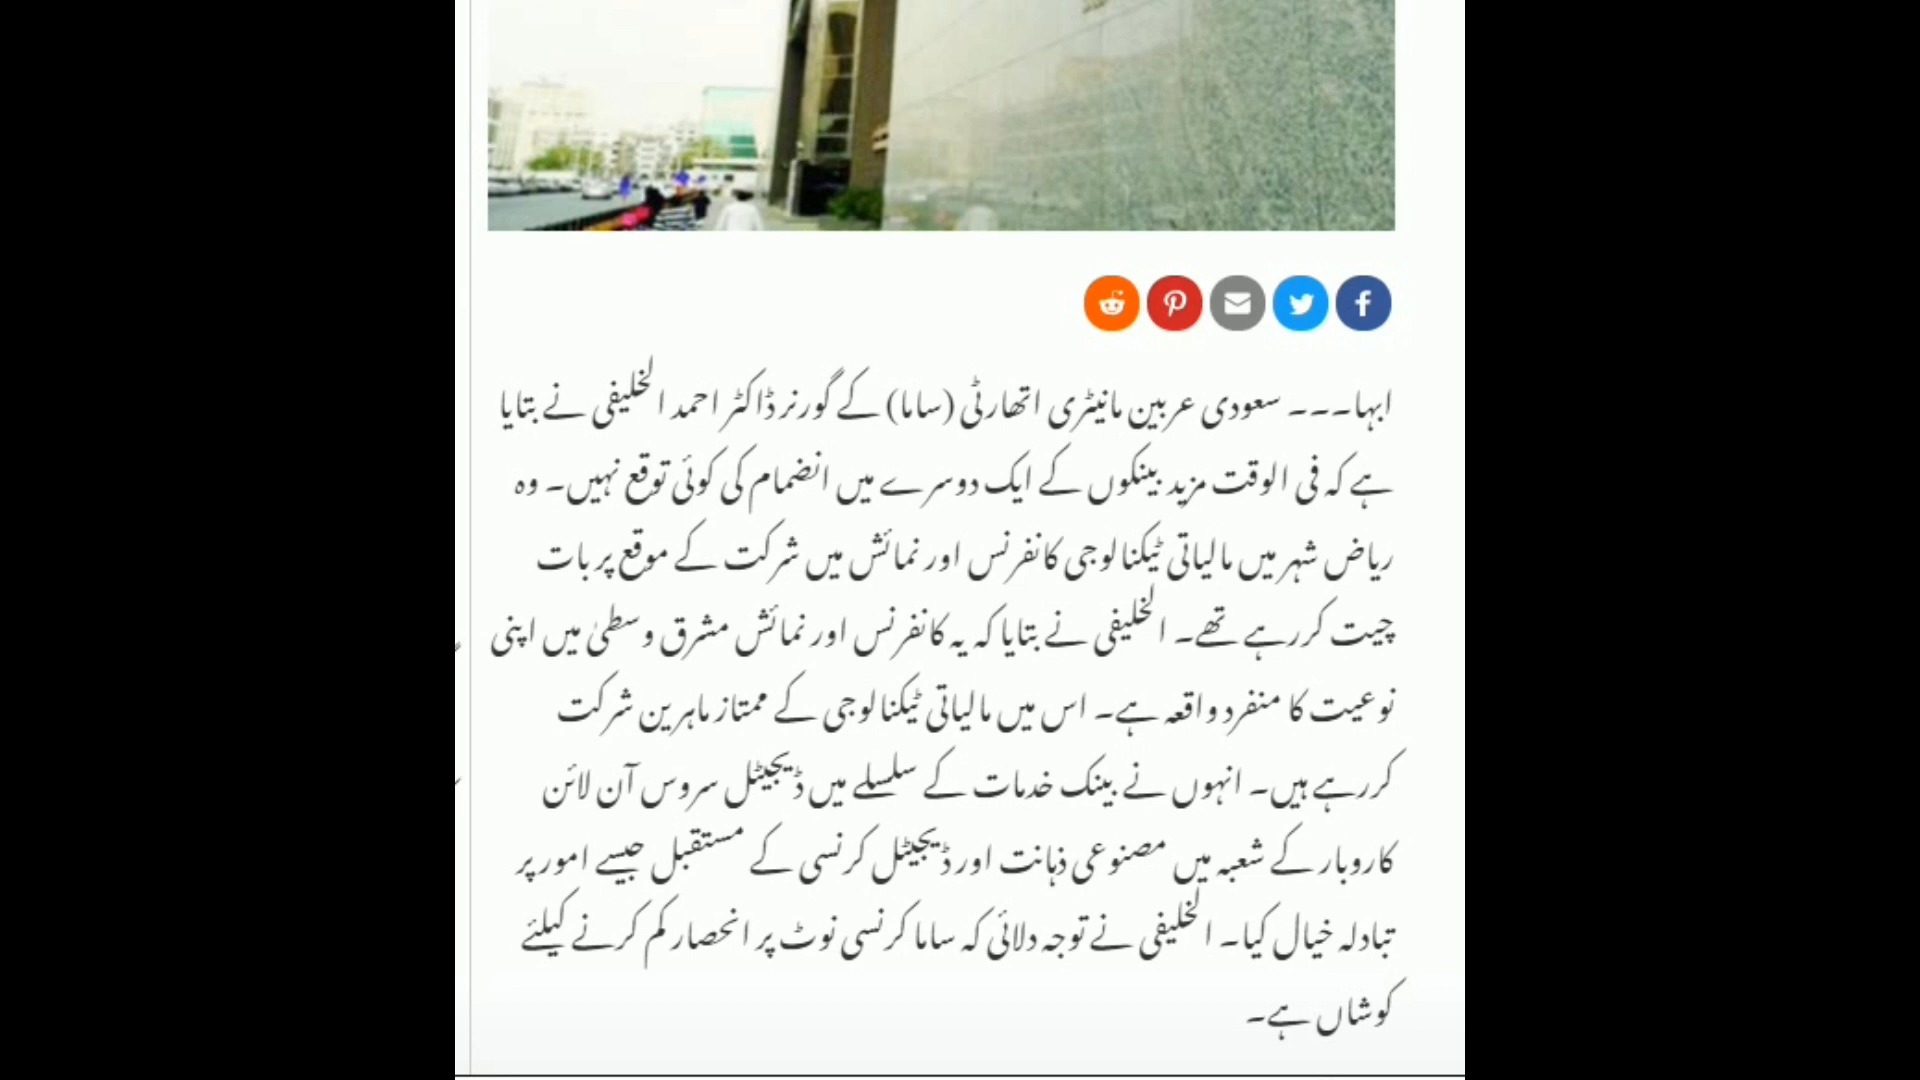 ابہا۔۔۔ سعودی عربین مانیٹری اتھارٹی (ساما) کے گورنر ڈاکٹر احمد الخلیفی نے بتایا
ہے کہ فی الوقت مزید بینکوں کے ایک دوسرے میں انضمام کی کوئی توقع نہیں۔ وہ
ریاض شہر میں مالیاتی ٹیکنالوجی کانفرنس اور نمائش میں شرکت کے موقع پر بات
چیت کررہے تھے۔ الخلیفی نے بتایا کہ یہ کانفرنس اور نمائش مشرق وسطیٰ میں اپنی
نوعیت کا منفرد واقعہ ہے۔ اس میں مالیاتی ٹیکنالوجی کے ممتاز ماہرین شرکت
کررہے ہیں۔ انہوں نے بینک خدمات کے سلسلے میں ڈیجیٹل سروس آن لائن
کاروبار کے شعبہ میں مصنوعی ذہانت اور ڈیجیٹل کرنسی کے مستقبل جیسے امور پر
تبادلہ خیال کیا۔ الخلیفی نے توجہ دلائی کہ ساما کرنسی نوٹ پر انحصار کم کرنے کیلئے
کوشاں ہے۔